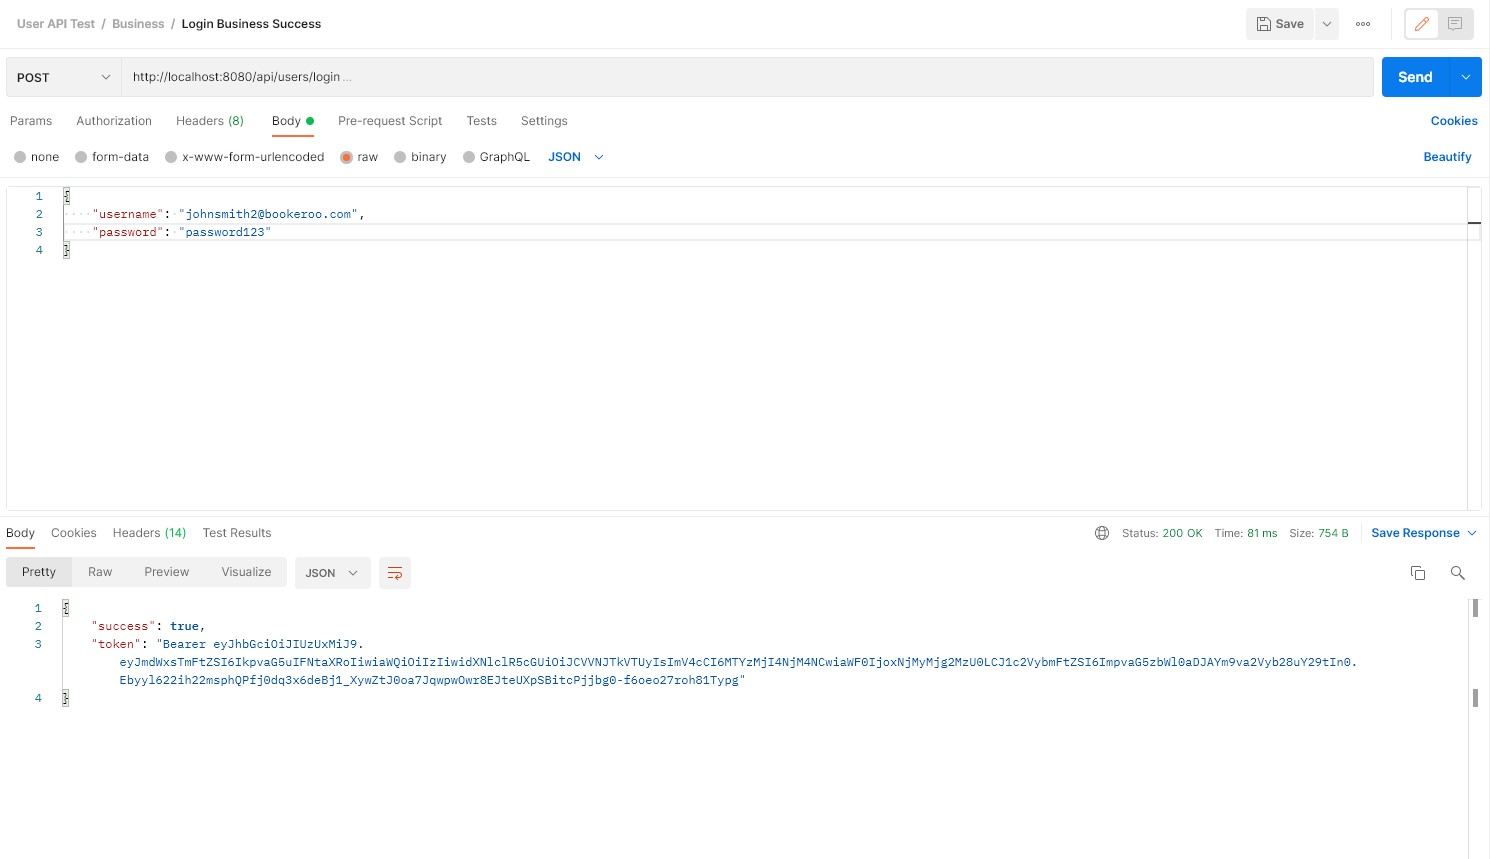 User API Test / Business / Login Business Success
Save
POST
http://localhost:8080/api/users/login ...
Send
Params Authorization Headers (8) Body Pre-request Script Tests Settings
Cookies
none form-data x-www-form-urlencoded raw binary GraphQL JSON
Beautify
1 {
2 "username": "johnsmith2@bookeroo.com",
3 "password": "password123"
4 }
Body Cookies Headers (14) Test Results
Status: 200 OK Time: 81 ms Size: 754 B
Save Response
Pretty Raw Preview Visualize JSON
1 {
2 "success": true,
3 "token": "Bearer eyJhbGciOiJIUzUxMiJ9.
eyJmdWxsTmFtZSI6IkpvaG5uIFNtaXRoIiwiaWQiOiIzIiwidXNlclR5cGUiOiJCVVNJTkVTUyIsImV4cCI6MTYzMjI4NjM4NCwiaWF0IjoxNjMyMjg2MzU0LCJ1c2VybmFtZSI6ImpvaG5zbWl0aDJAYm9va2Vyb28uY29tIn0.
Ebyyl622ih22msphQPfj0dq3x6deBj1_XywZtJ0oa7JqwpwOwr8EJteUXpSBitcPjjbg0-f6oeo27roh81Typg"
4 }